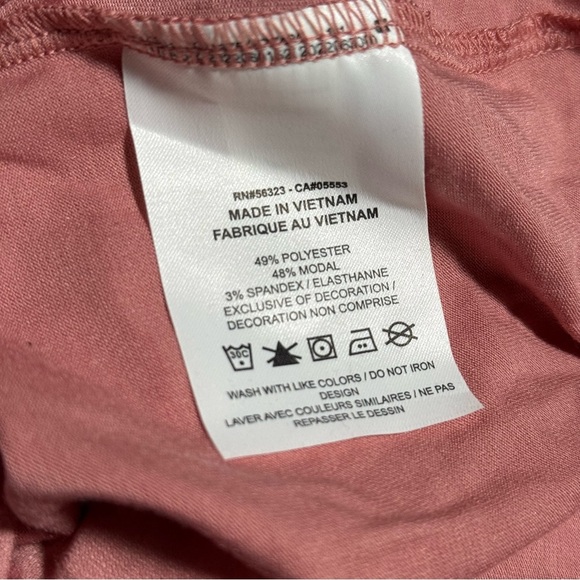 RN#56323 - CA#05553
MADE IN VIETNAM
FABRIQUE AU VIETNAM
49% POLYESTER
48% MODAL
3% SPANDEX / ELASTHANNE
EXCLUSIVE OF DECORATION /
DECORATION NON COMPRISE
30C
WASH WITH LIKE COLORS / DO NOT IRON
DESIGN
LAVER AVEC COULEURS SIMILAIRES / NE PAS
REPASSER LE DESSIN